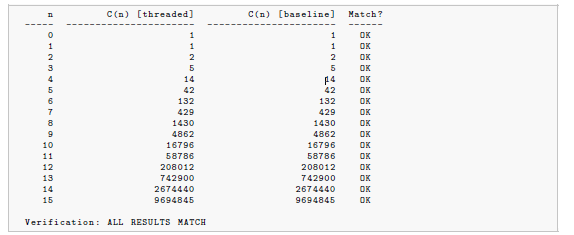 n C(n) [threaded] C(n) [baseline] Match?
----- -------------------- -------------------- ------
0 1 1 OK
1 1 1 OK
2 2 2 OK
3 5 5 OK
4 14 14 OK
5 42 42 OK
6 132 132 OK
7 429 429 OK
8 1430 1430 OK
9 4862 4862 OK
10 16796 16796 OK
11 58786 58786 OK
12 208012 208012 OK
13 742900 742900 OK
14 2674440 2674440 OK
15 9694845 9694845 OK
Verification: ALL RESULTS MATCH